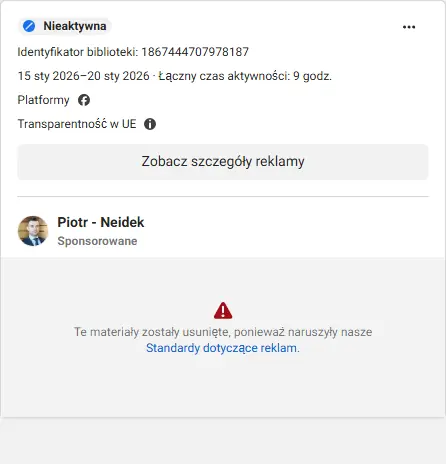 Nieaktywna
Identyfikator biblioteki: 1867444707978187
15 sty 2026–20 sty 2026 · Łączny czas aktywności: 9 godz.
Platformy
Transparentność w UE
Zobacz szczegóły reklamy
Piotr - Neidek
Sponsorowane
Te materiały zostały usunięte, ponieważ naruszyły nasze
Standardy dotyczące reklam.